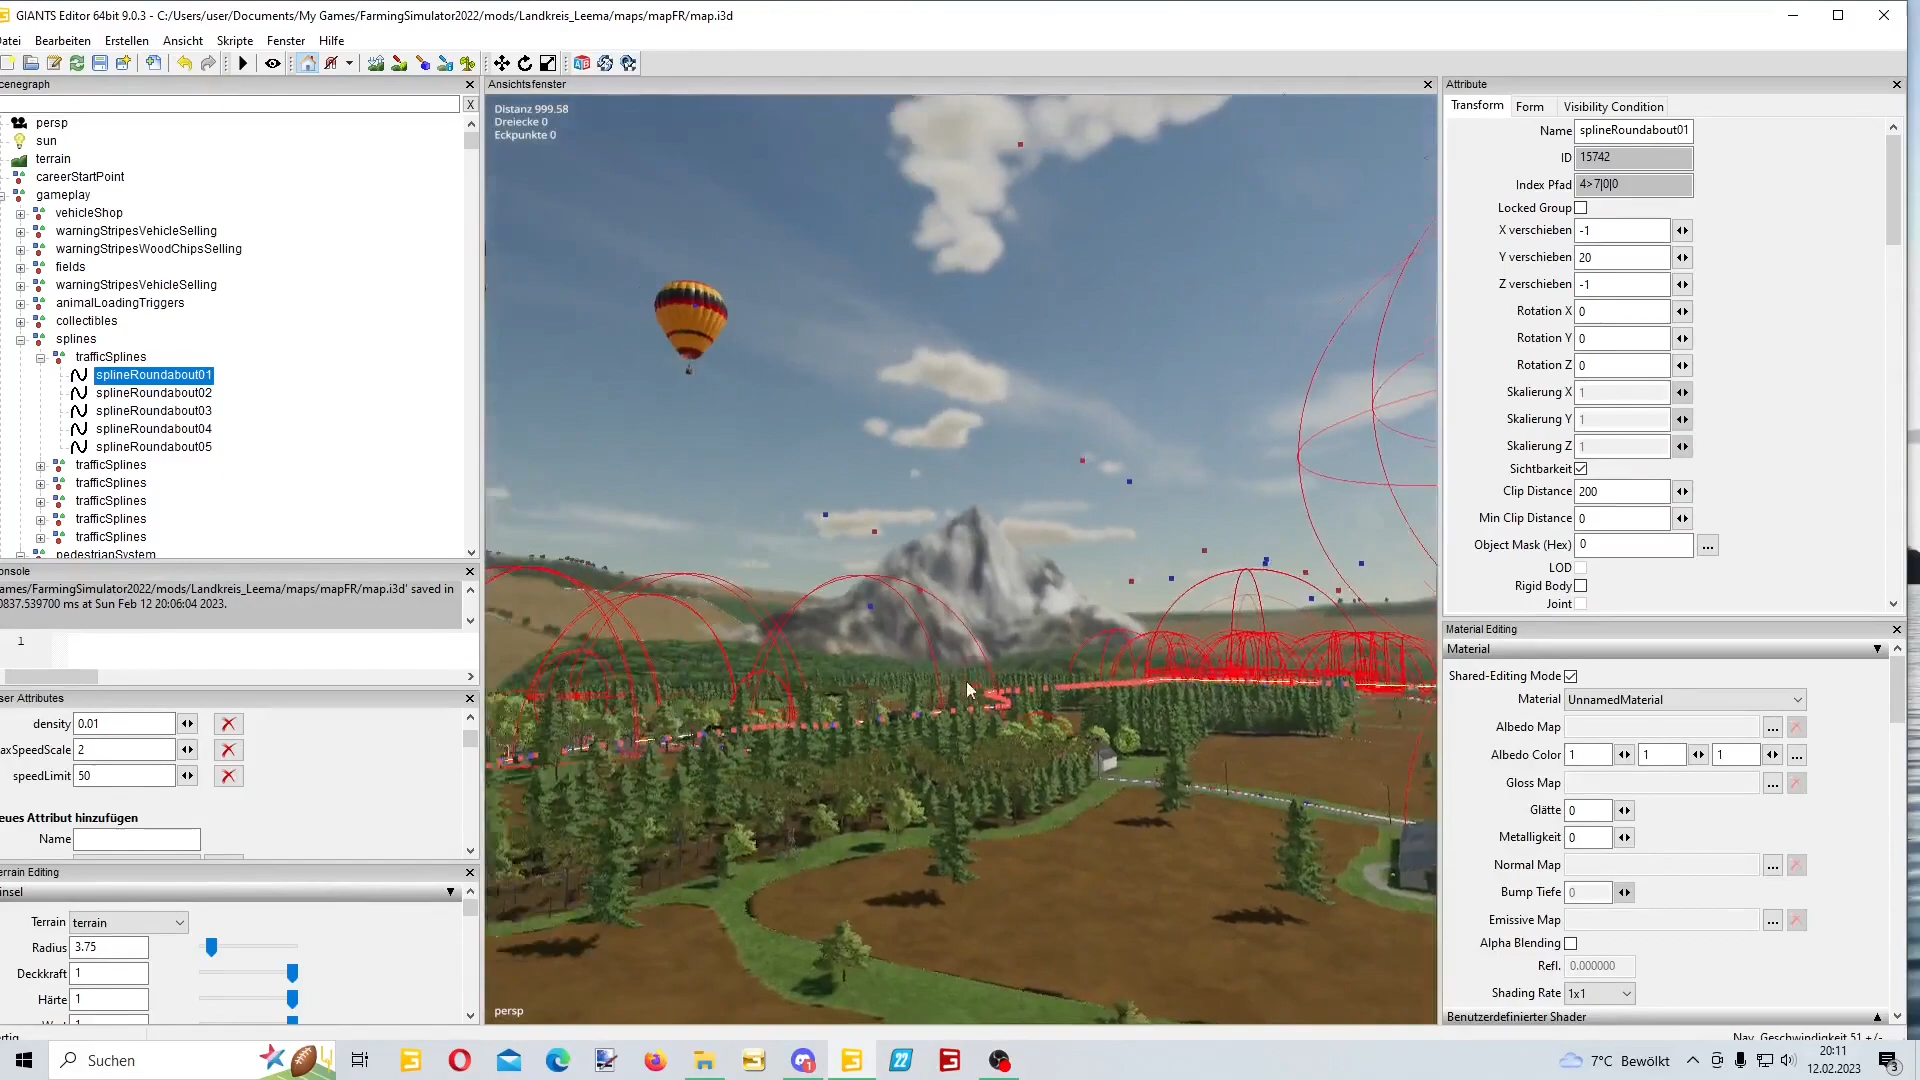 GIANTS Editor 64bit 9.0.3 - C:/Users/user/Documents/My Games/FarmingSimulator2022/mods/Landkreis_Leema/maps/mapFR/map.i3d
atei Bearbeiten Erstellen Ansicht Skripte Fenster Hilfe
cenegraph
X
persp
sun
terrain
careerStartPoint
gameplay
vehicleShop
warningStripesVehicleSelling
warningStripesWoodChipsSelling
fields
warningStripesVehicleSelling
animalLoadingTriggers
collectibles
splines
trafficSplines
splineRoundabout01
splineRoundabout02
splineRoundabout03
splineRoundabout04
splineRoundabout05
trafficSplines
trafficSplines
trafficSplines
trafficSplines
trafficSplines
pedestrianSystem
onsole
ames/FarmingSimulator2022/mods/Landkreis_Leema/maps/mapFR/map.i3d' saved in
0837.539700 ms at Sun Feb 12 20:06:04 2023.
1
ser Attributes
density 0.01
axSpeedScale 2
speedLimit 50
eues Attribut hinzufügen
Name
errain Editing
insel
Terrain terrain
Radius 3.75
Deckkraft 1
Härte 1
Ansichtsfenster
Distanz 999.58
Dreiecke 0
Eckpunkte 0
persp
Attribute
Transform Form Visibility Condition
Name splineRoundabout01
ID 15742
Index Pfad 4>7|0|0
Locked Group
X verschieben -1
Y verschieben 20
Z verschieben -1
Rotation X 0
Rotation Y 0
Rotation Z 0
Skalierung X 1
Skalierung Y 1
Skalierung Z 1
Sichtbarkeit
Clip Distance 200
Min Clip Distance 0
Object Mask (Hex) 0 ...
LOD
Rigid Body
Joint
Material Editing
Material
Shared-Editing Mode
Material UnnamedMaterial
Albedo Map ...
Albedo Color 1 1 1 ...
Gloss Map ...
Glätte 0
Metalligkeit 0
Normal Map ...
Bump Tiefe 0
Emissive Map ...
Alpha Blending
Refl. 0.000000
Shading Rate 1x1
Benutzerdefinierter Shader
Nav. Geschwindigkeit 51 +/-
Suchen
22
7°C Bewölkt
20:11
12.02.2023
3